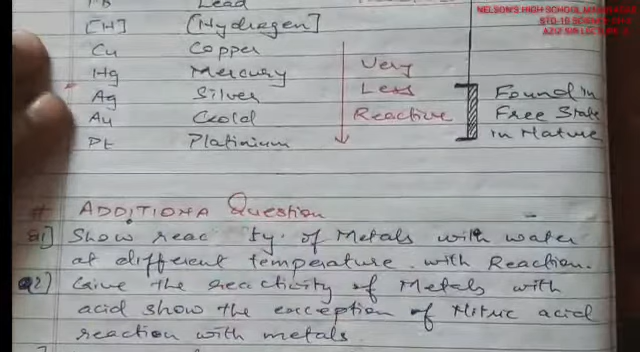 Lead
[H] [Hydrogen]
Cu Copper
Hg Mercury Very
Ag Silver Less Found in
Au Gold Reactive Free State
Pt Platinium in Nature
# ADDITIONA Question
Q1] Show reac ty. of Metals with water
at different temperature. with Reaction.
Q2) Give the reactivity of Metals with
acid show the exception of Nitric acid
reaction with metals
NELSON'S HIGH SCHOOL